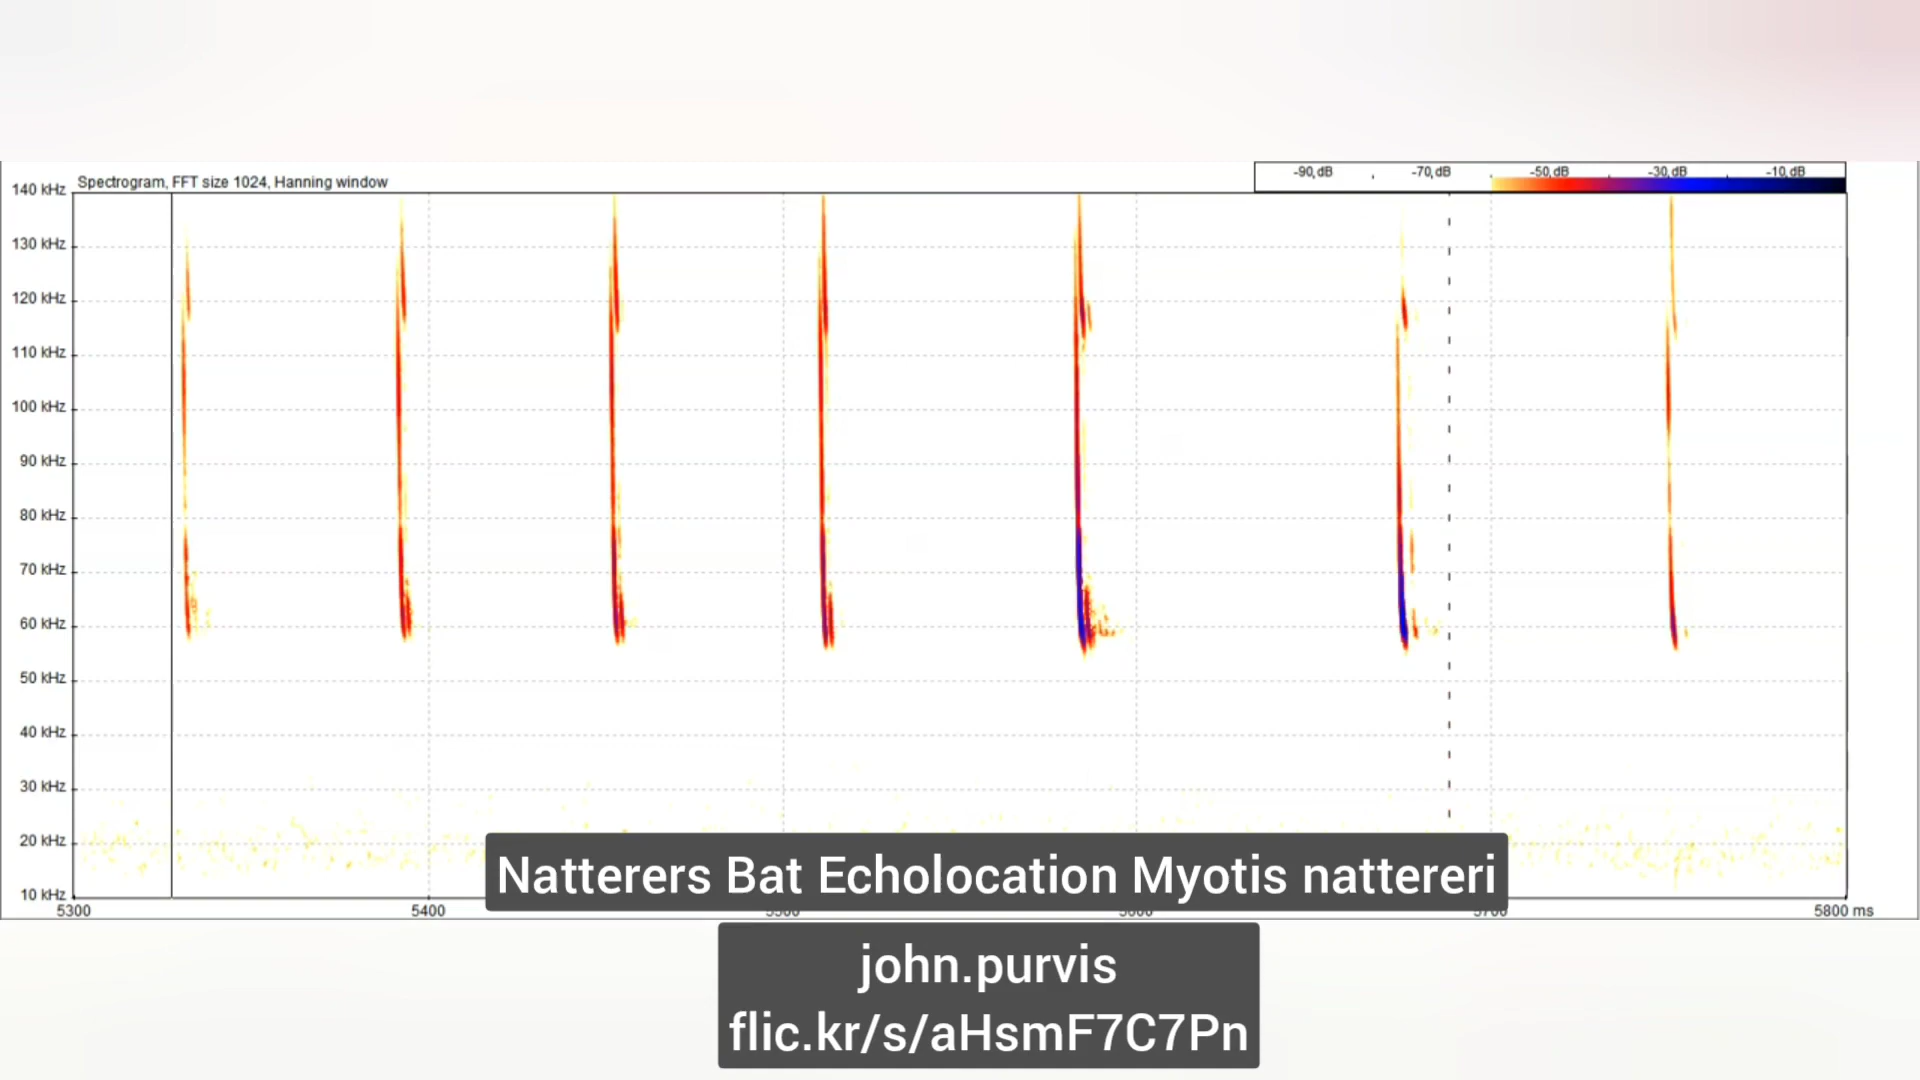 -90 dB -70 dB -50 dB -30 dB -10 dB
Spectrogram, FFT size 1024, Hanning window
140 kHz
130 kHz
120 kHz
110 kHz
100 kHz
90 kHz
80 kHz
70 kHz
60 kHz
50 kHz
40 kHz
30 kHz
20 kHz
10 kHz
5300 5400 5500 5600 5700 5800 ms
Natterers Bat Echolocation Myotis nattereri
john.purvis
flic.kr/s/aHsmF7C7Pn